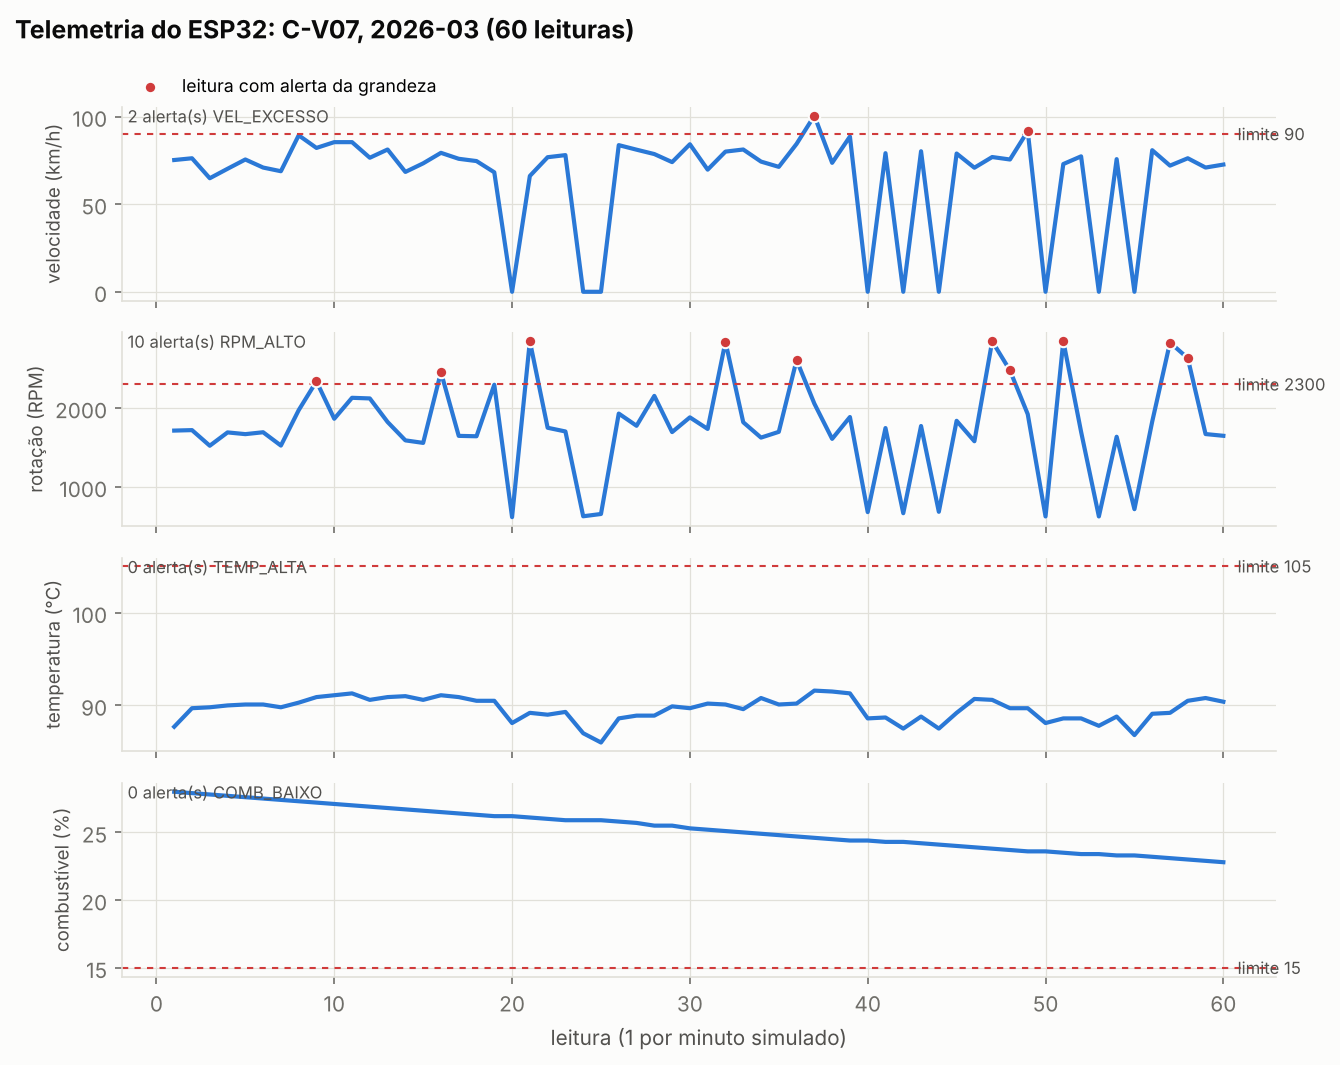 Telemetria do ESP32: C-V07, 2026-03 (60 leituras)
leitura com alerta da grandeza
2 alerta(s) VEL_EXCESSO
velocidade (km/h)
100
50
0
limite 90
10 alerta(s) RPM_ALTO
rotação (RPM)
2000
1000
limite 2300
0 alerta(s) TEMP_ALTA
temperatura (°C)
100
90
limite 105
0 alerta(s) COMB_BAIXO
combustível (%)
25
20
15
limite 15
0 10 20 30 40 50 60
leitura (1 por minuto simulado)